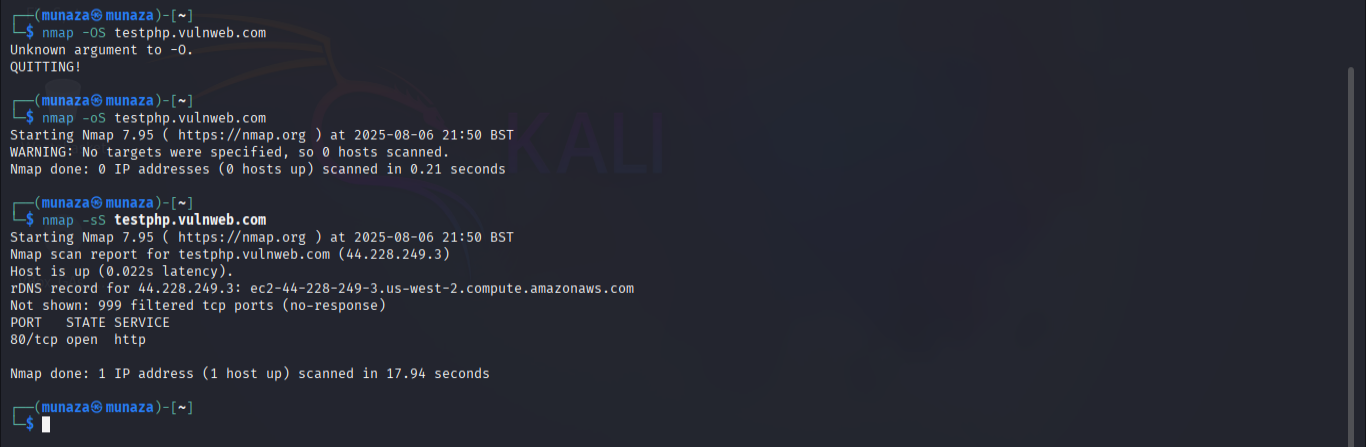 ┌──(munaza㉿munaza)-[~]
└─$ nmap -OS testphp.vulnweb.com
Unknown argument to -O.
QUITTING!

┌──(munaza㉿munaza)-[~]
└─$ nmap -oS testphp.vulnweb.com
Starting Nmap 7.95 ( https://nmap.org ) at 2025-08-06 21:50 BST
WARNING: No targets were specified, so 0 hosts scanned.
Nmap done: 0 IP addresses (0 hosts up) scanned in 0.21 seconds

┌──(munaza㉿munaza)-[~]
└─$ nmap -sS testphp.vulnweb.com
Starting Nmap 7.95 ( https://nmap.org ) at 2025-08-06 21:50 BST
Nmap scan report for testphp.vulnweb.com (44.228.249.3)
Host is up (0.022s latency).
rDNS record for 44.228.249.3: ec2-44-228-249-3.us-west-2.compute.amazonaws.com
Not shown: 999 filtered tcp ports (no-response)
PORT   STATE SERVICE
80/tcp open  http

Nmap done: 1 IP address (1 host up) scanned in 17.94 seconds

┌──(munaza㉿munaza)-[~]
└─$
KALI